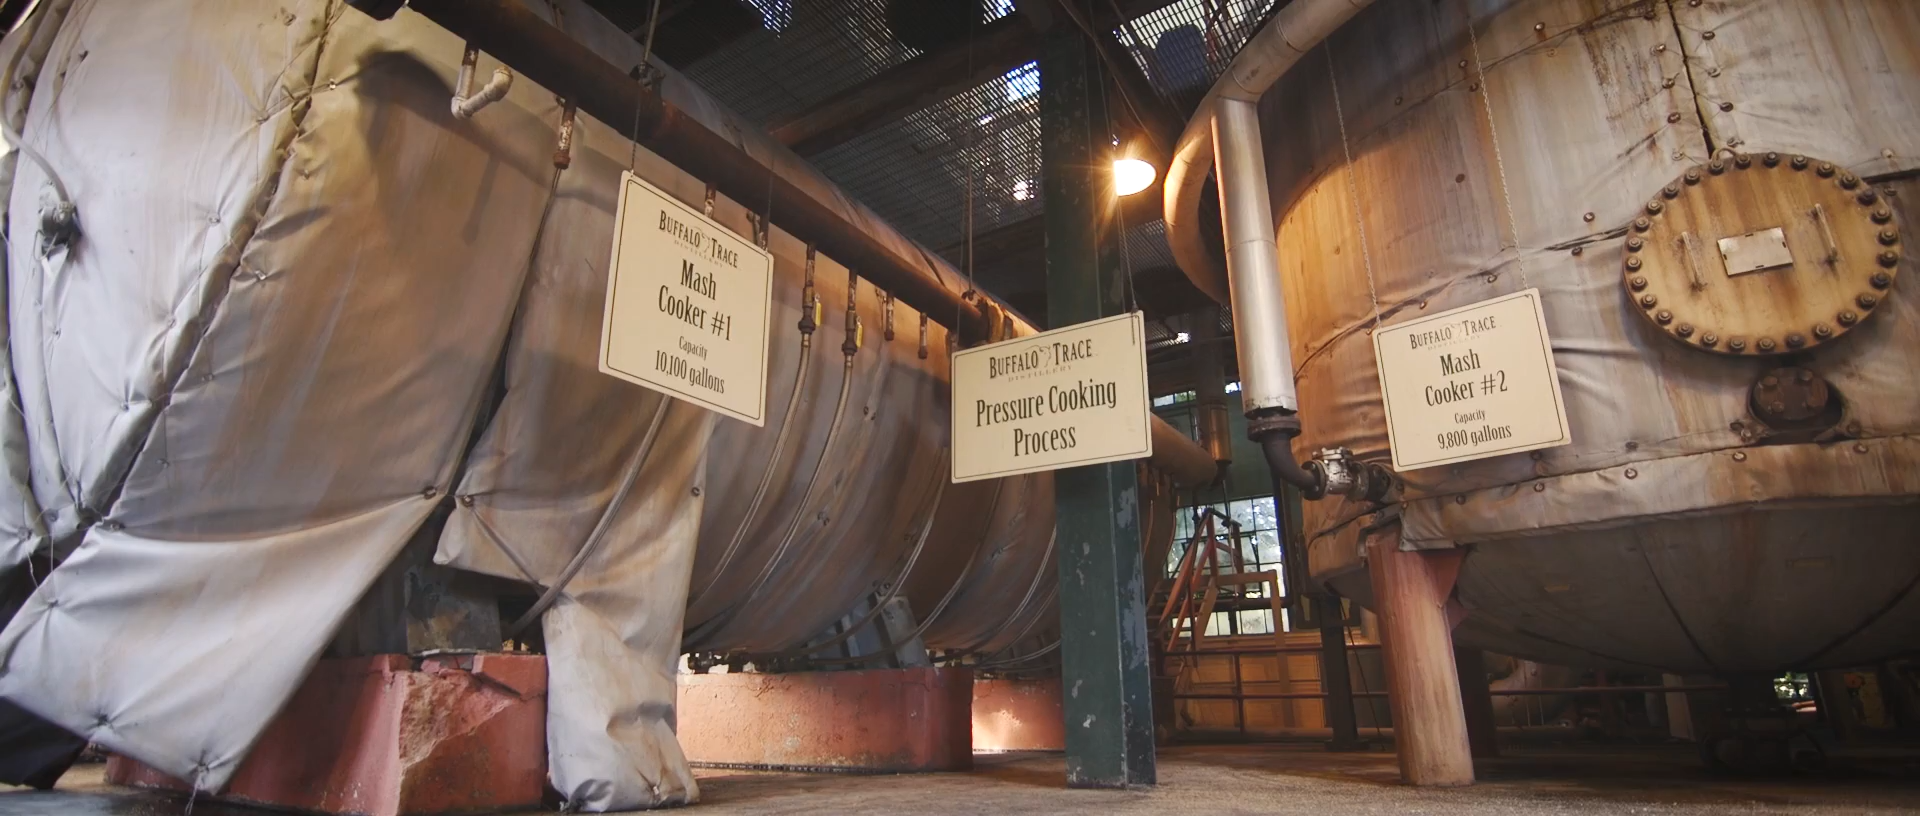 Buffalo Trace
DISTILLERY
Mash
Cooker #1
Capacity
10,100 gallons
Buffalo Trace
DISTILLERY
Pressure Cooking
Process
Buffalo Trace
DISTILLERY
Mash
Cooker #2
Capacity
9,800 gallons